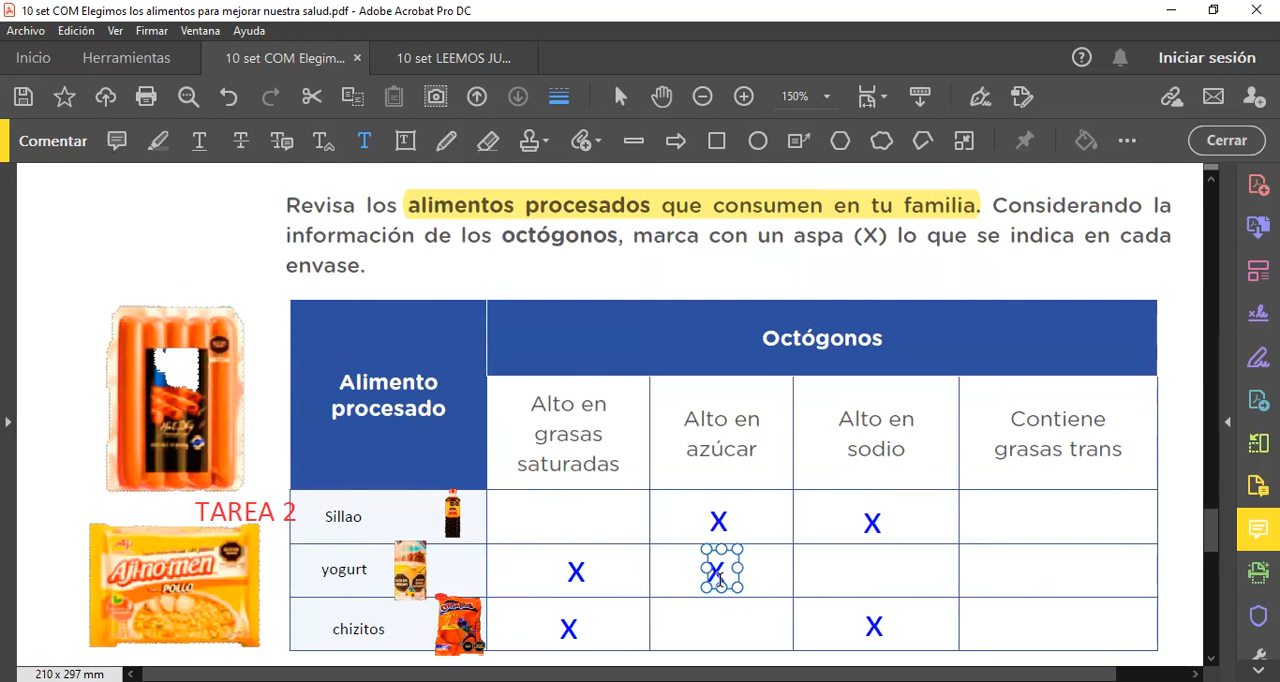 10 set COM Elegimos los alimentos para mejorar nuestra salud.pdf - Adobe Acrobat Pro DC
Archivo Edición Ver Firmar Ventana Ayuda
Inicio Herramientas 10 set COM Elegim... × 10 set LEEMOS JU... Iniciar sesión
150%
Comentar Cerrar
Revisa los alimentos procesados que consumen en tu familia. Considerando la
información de los octógonos, marca con un aspa (X) lo que se indica en cada
envase.
Alimento
procesado
Octógonos
Alto en
grasas
saturadas
Alto en
azúcar
Alto en
sodio
Contiene
grasas trans
TAREA 2
Sillao X X
yogurt X X
chizitos X X
Aji-no-men
POLLO
210 x 297 mm